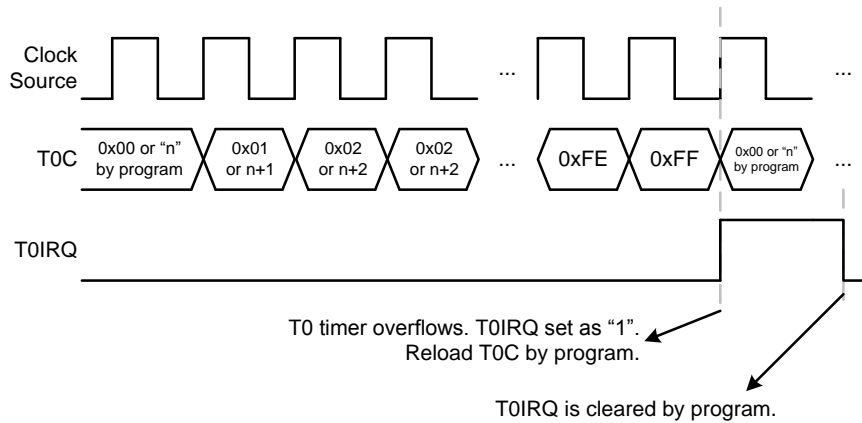 Clock
Source
...
...
T0C
0x00 or “n”
by program
0x01
or n+1
0x02
or n+2
0x02
or n+2
...
0xFE
0xFF
0x00 or “n”
by program
...
T0IRQ
T0 timer overflows. T0IRQ set as “1”.
Reload T0C by program.
T0IRQ is cleared by program.